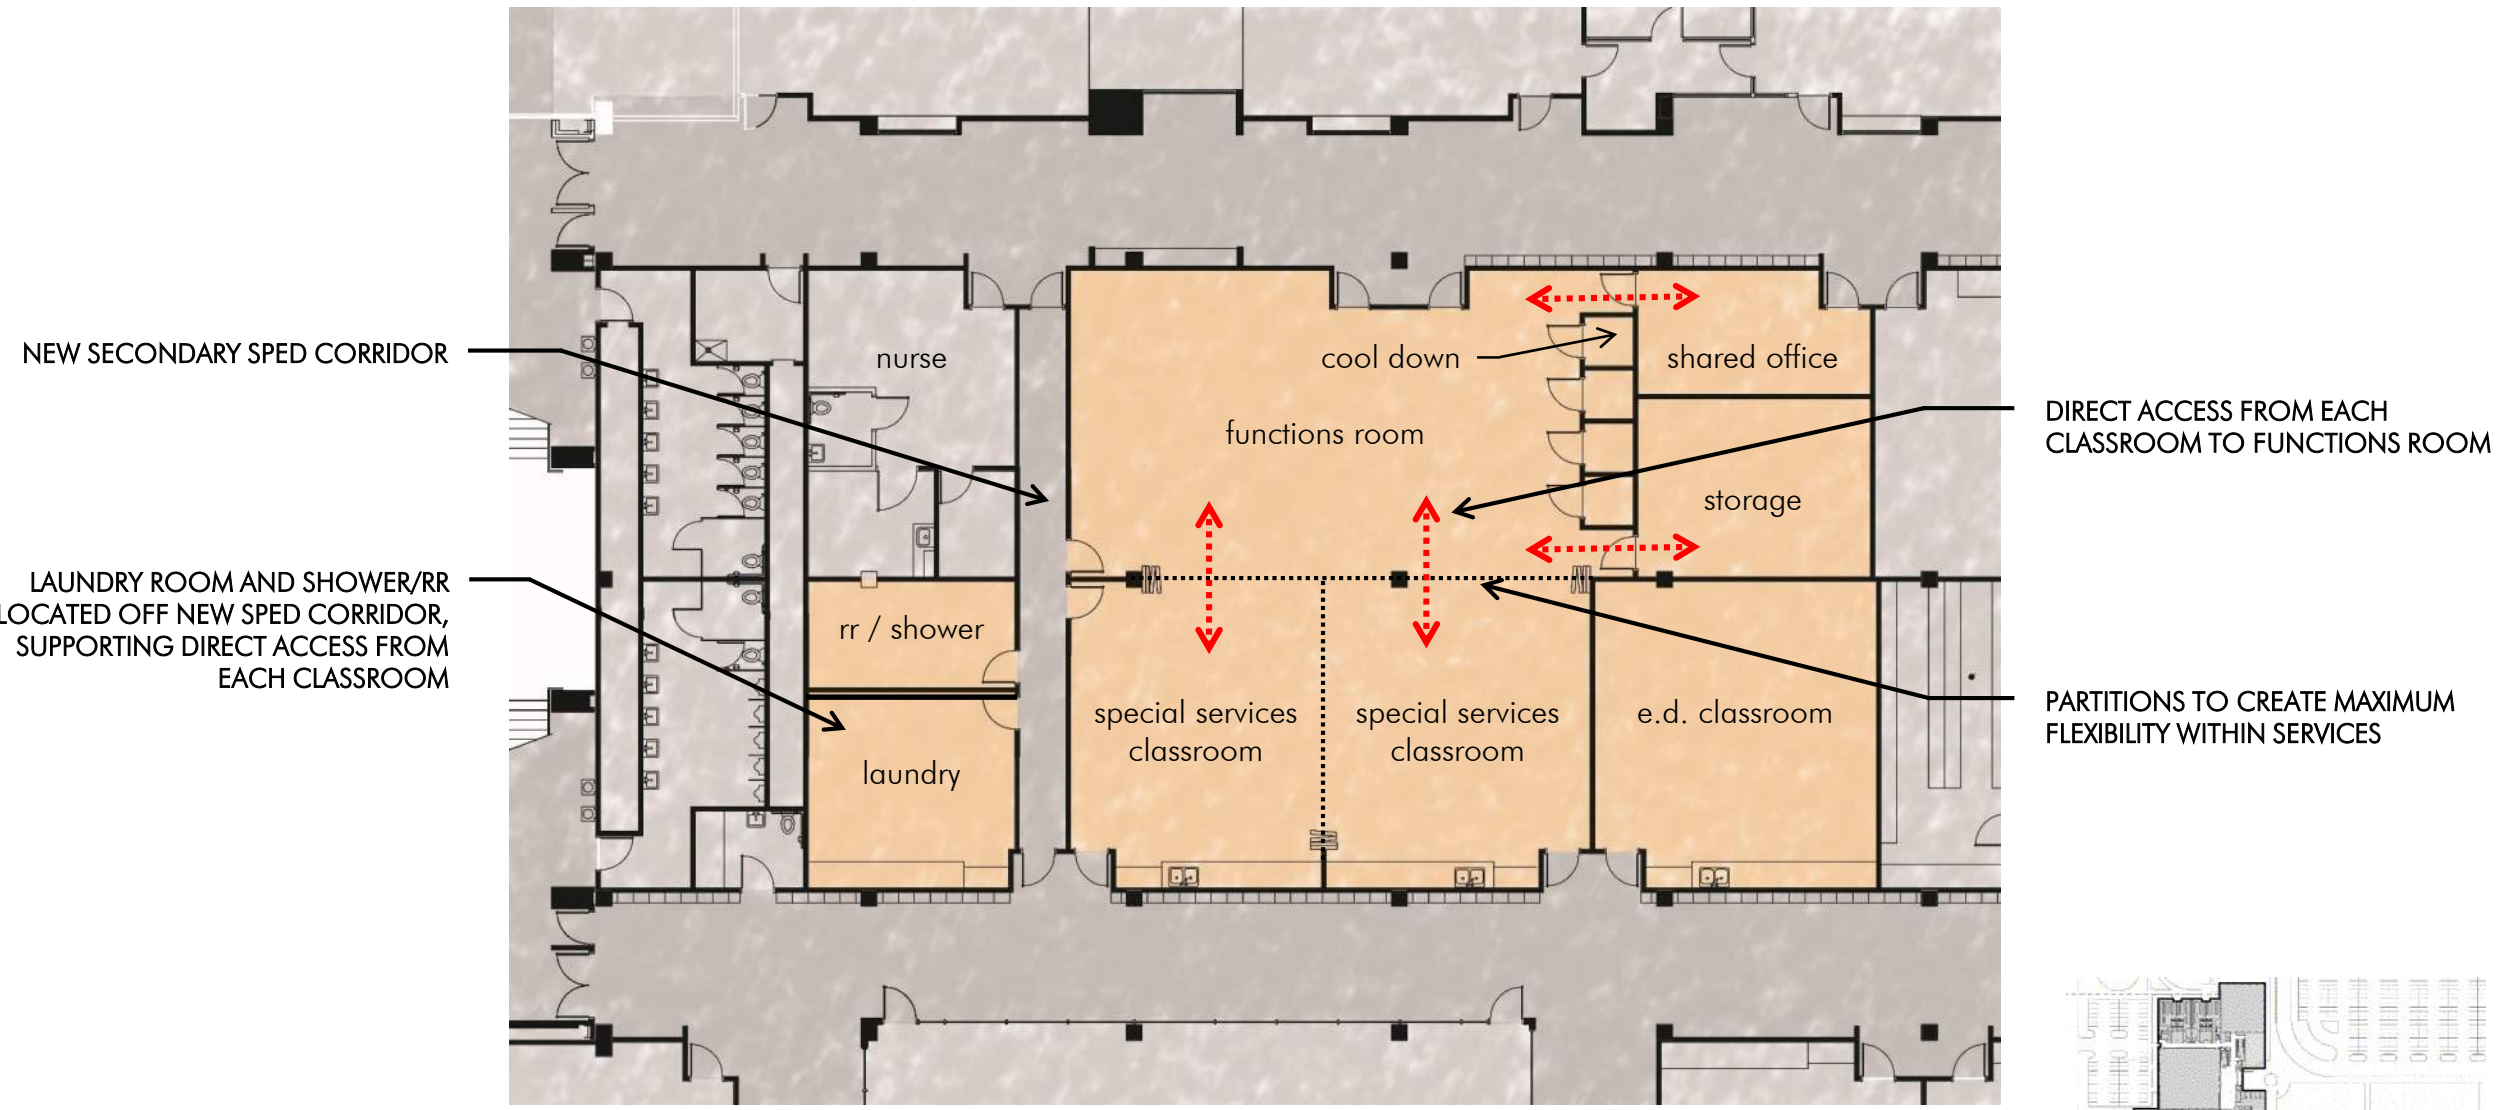 NEW SECONDARY SPED CORRIDOR
LAUNDRY ROOM AND SHOWER/RR
LOCATED OFF NEW SPED CORRIDOR,
SUPPORTING DIRECT ACCESS FROM
EACH CLASSROOM
nurse
cool down
shared office
functions room
storage
rr / shower
special services
classroom
special services
classroom
e.d. classroom
laundry
DIRECT ACCESS FROM EACH
CLASSROOM TO FUNCTIONS ROOM
PARTITIONS TO CREATE MAXIMUM
FLEXIBILITY WITHIN SERVICES